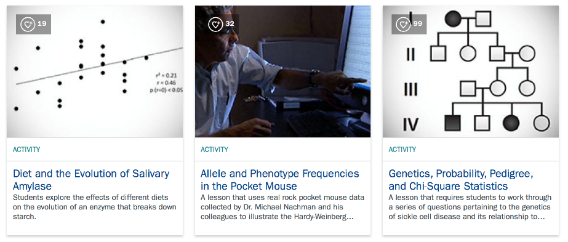 19
r² = 0.21
r = 0.46
p (r=0) < 0.05
ACTIVITY
Diet and the Evolution of Salivary
Amylase
Students explore the effects of different diets
on the evolution of an enzyme that breaks down
starch.
32
ACTIVITY
Allele and Phenotype Frequencies
in the Pocket Mouse
A lesson that uses real rock pocket mouse data
collected by Dr. Michael Nachman and his
colleagues to illustrate the Hardy-Weinberg...
99
I
II
III
IV
ACTIVITY
Genetics, Probability, Pedigree,
and Chi-Square Statistics
A lesson that requires students to work through
a series of questions pertaining to the genetics
of sickle cell disease and its relationship to...